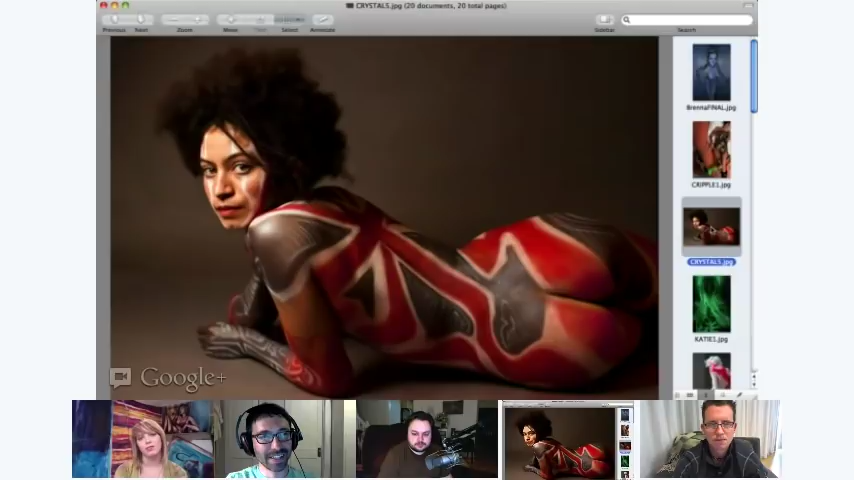 CRYSTALS.jpg (20 documents, 20 total pages)
Previous Next Zoom Move Text Select Annotate Sidebar Search
BrennaFINAL.jpg
CRIPPLE1.jpg
CRYSTALS.jpg
KATIE3.jpg
Google+